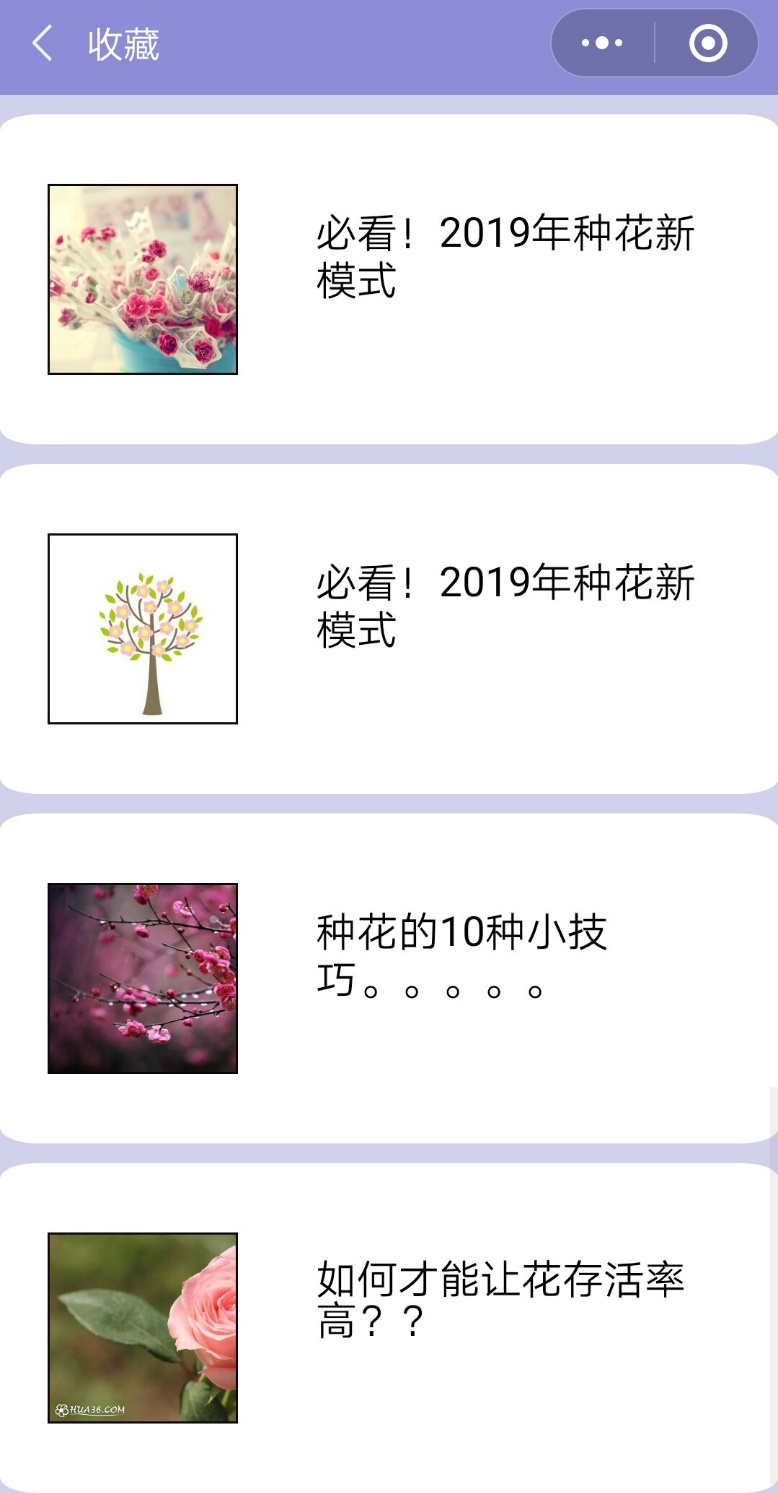 收藏
必看！2019年种花新
模式
必看！2019年种花新
模式
种花的10种小技
巧。。。。。
如何才能让花存活率
高？？
HUA36.COM